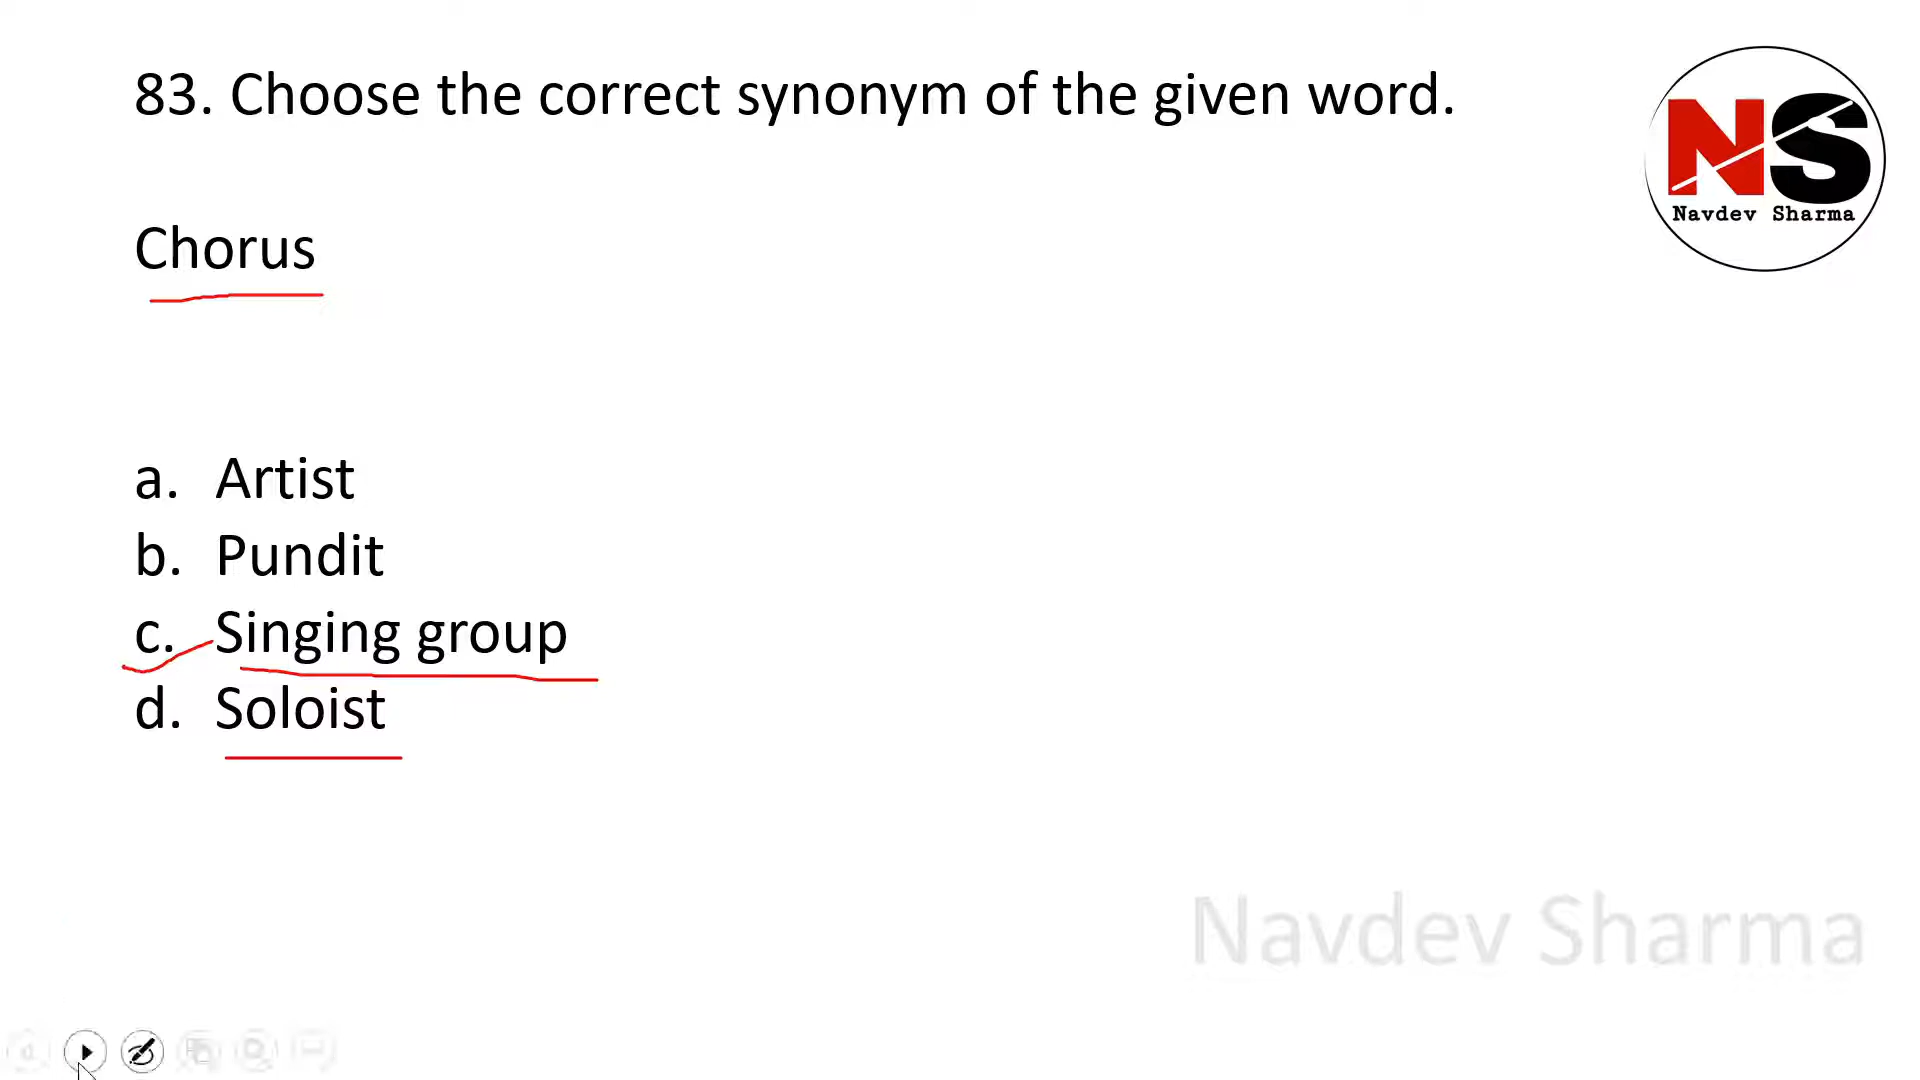 83. Choose the correct synonym of the given word.
NS
Navdev Sharma
Chorus
a. Artist
b. Pundit
c. Singing group
d. Soloist
Navdev Sharma